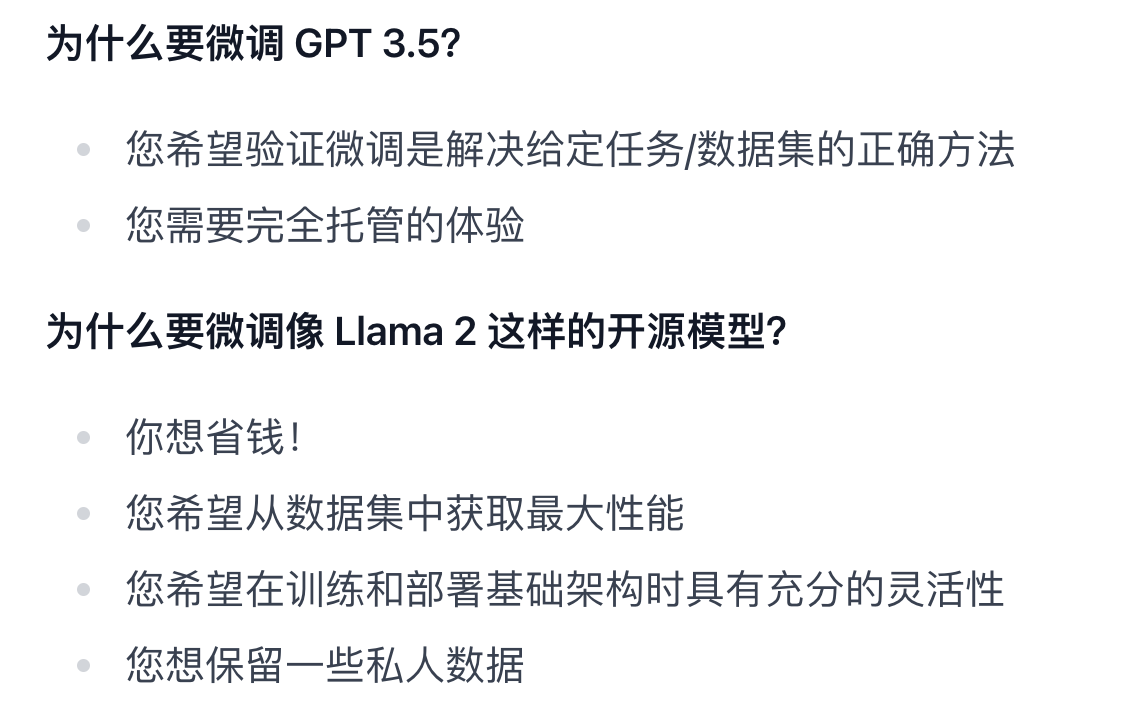 为什么要微调 GPT 3.5?
您希望验证微调是解决给定任务/数据集的正确方法
您需要完全托管的体验
为什么要微调像 Llama 2 这样的开源模型?
你想省钱！
您希望从数据集中获取最大性能
您希望在训练和部署基础架构时具有充分的灵活性
您想保留一些私人数据